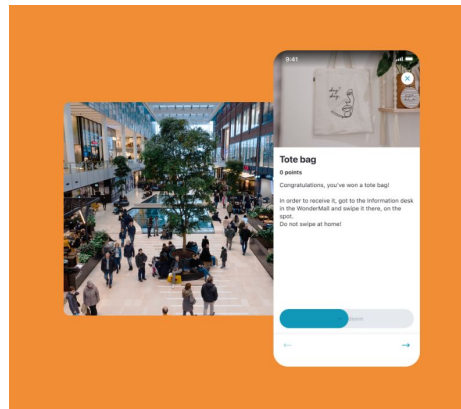 9:41
Tote bag
0 points
Congratulations, you've won a tote bag!
In order to receive it, got to the Information desk
in the WonderMall and swipe it there, on the
spot.
Do not swipe at home!